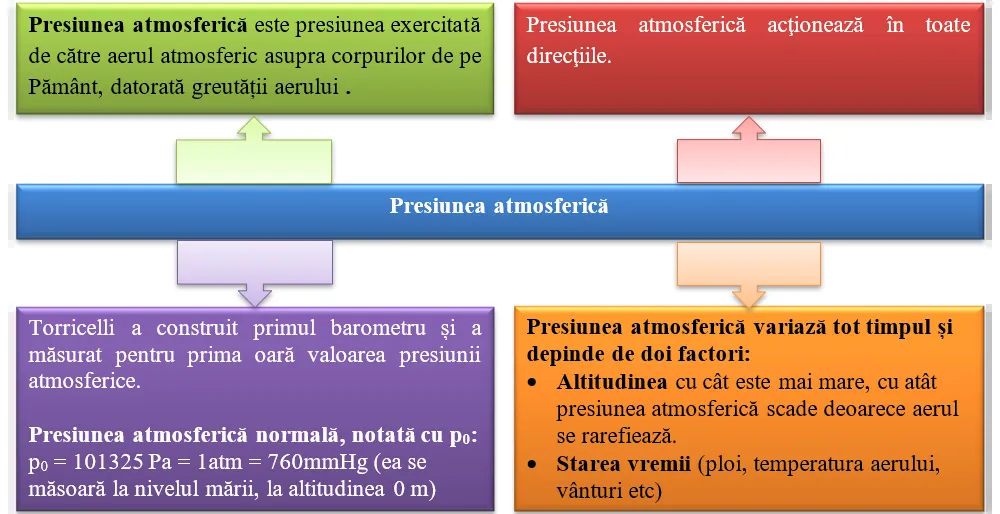 Presiunea atmosferică este presiunea exercitată
de către aerul atmosferic asupra corpurilor de pe
Pământ, datorată greutății aerului .
Presiunea atmosferică acţionează în toate
direcţiile.
Presiunea atmosferică
Torricelli a construit primul barometru și a
măsurat pentru prima oară valoarea presiunii
atmosferice.
Presiunea atmosferică normală, notată cu p₀:
p₀ = 101325 Pa = 1atm = 760mmHg (ea se
măsoară la nivelul mării, la altitudinea 0 m)
Presiunea atmosferică variază tot timpul și
depinde de doi factori:
• Altitudinea cu cât este mai mare, cu atât
presiunea atmosferică scade deoarece aerul
se rarefiează.
• Starea vremii (ploi, temperatura aerului,
vânturi etc)